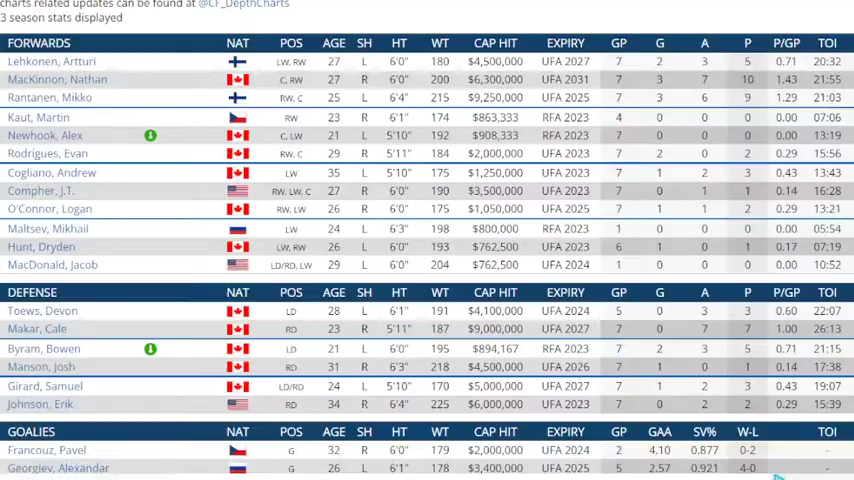 charts related updates can be found at @CF_DepthCharts
3 season stats displayed
FORWARDS NAT POS AGE SH HT WT CAP HIT EXPIRY GP G A P P/GP TOI
Lehkonen, Artturi LW, RW 27 L 6'0" 180 $4,500,000 UFA 2027 7 2 3 5 0.71 20:32
MacKinnon, Nathan C, RW 27 R 6'0" 200 $6,300,000 UFA 2031 7 3 7 10 1.43 21:55
Rantanen, Mikko RW, C 25 L 6'4" 215 $9,250,000 UFA 2025 7 3 6 9 1.29 21:03
Kaut, Martin RW 23 R 6'1" 174 $863,333 RFA 2023 4 0 0 0 0.00 07:06
Newhook, Alex C, LW 21 L 5'10" 192 $908,333 RFA 2023 7 0 0 0 0.00 13:19
Rodrigues, Evan RW, C 29 R 5'11" 184 $2,000,000 UFA 2023 7 2 0 2 0.29 15:56
Cogliano, Andrew LW 35 L 5'10" 175 $1,250,000 UFA 2023 7 1 2 3 0.43 13:43
Compher, J.T. RW, LW, C 27 R 6'0" 190 $3,500,000 UFA 2023 7 0 1 1 0.14 16:28
O'Connor, Logan RW, LW 26 R 6'0" 175 $1,050,000 UFA 2025 7 1 1 2 0.29 13:21
Maltsev, Mikhail LW 24 L 6'3" 198 $800,000 RFA 2023 1 0 0 0 0.00 05:54
Hunt, Dryden LW, RW 26 L 6'0" 193 $762,500 UFA 2023 6 1 0 1 0.17 07:19
MacDonald, Jacob LD/RD, LW 29 L 6'0" 204 $762,500 UFA 2024 1 0 0 0 0.00 10:52
DEFENSE NAT POS AGE SH HT WT CAP HIT EXPIRY GP G A P P/GP TOI
Toews, Devon LD 28 L 6'1" 191 $4,100,000 UFA 2024 5 0 3 3 0.60 22:07
Makar, Cale RD 23 R 5'11" 187 $9,000,000 UFA 2027 7 0 7 7 1.00 26:13
Byram, Bowen LD 21 L 6'0" 195 $894,167 RFA 2023 7 2 3 5 0.71 21:15
Manson, Josh RD 31 R 6'3" 218 $4,500,000 UFA 2026 7 1 0 1 0.14 17:38
Girard, Samuel LD/RD 24 L 5'10" 170 $5,000,000 UFA 2027 7 1 2 3 0.43 19:07
Johnson, Erik RD 34 R 6'4" 225 $6,000,000 UFA 2023 7 0 2 2 0.29 15:39
GOALIES NAT POS AGE SH HT WT CAP HIT EXPIRY GP GAA SV% W-L TOI
Francouz, Pavel G 32 R 6'0" 179 $2,000,000 UFA 2024 2 4.10 0.877 0-2 -
Georgiev, Alexandar G 26 L 6'1" 178 $3,400,000 UFA 2025 5 2.57 0.921 4-0 -